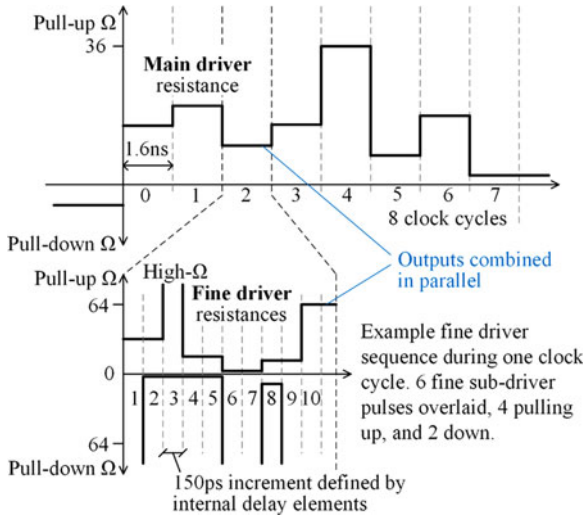 Pull-up Ω
36
Main driver
resistance
1.6ns
0 1 2 3 4 5 6 7
8 clock cycles
Pull-down Ω
Pull-up Ω
High-Ω
Outputs combined
in parallel
64
Fine driver
resistances
Example fine driver
sequence during one clock
cycle. 6 fine sub-driver
pulses overlaid, 4 pulling
up, and 2 down.
0
1 2 3 4 5 6 7 8 9 10
64
Pull-down Ω
150ps increment defined by
internal delay elements